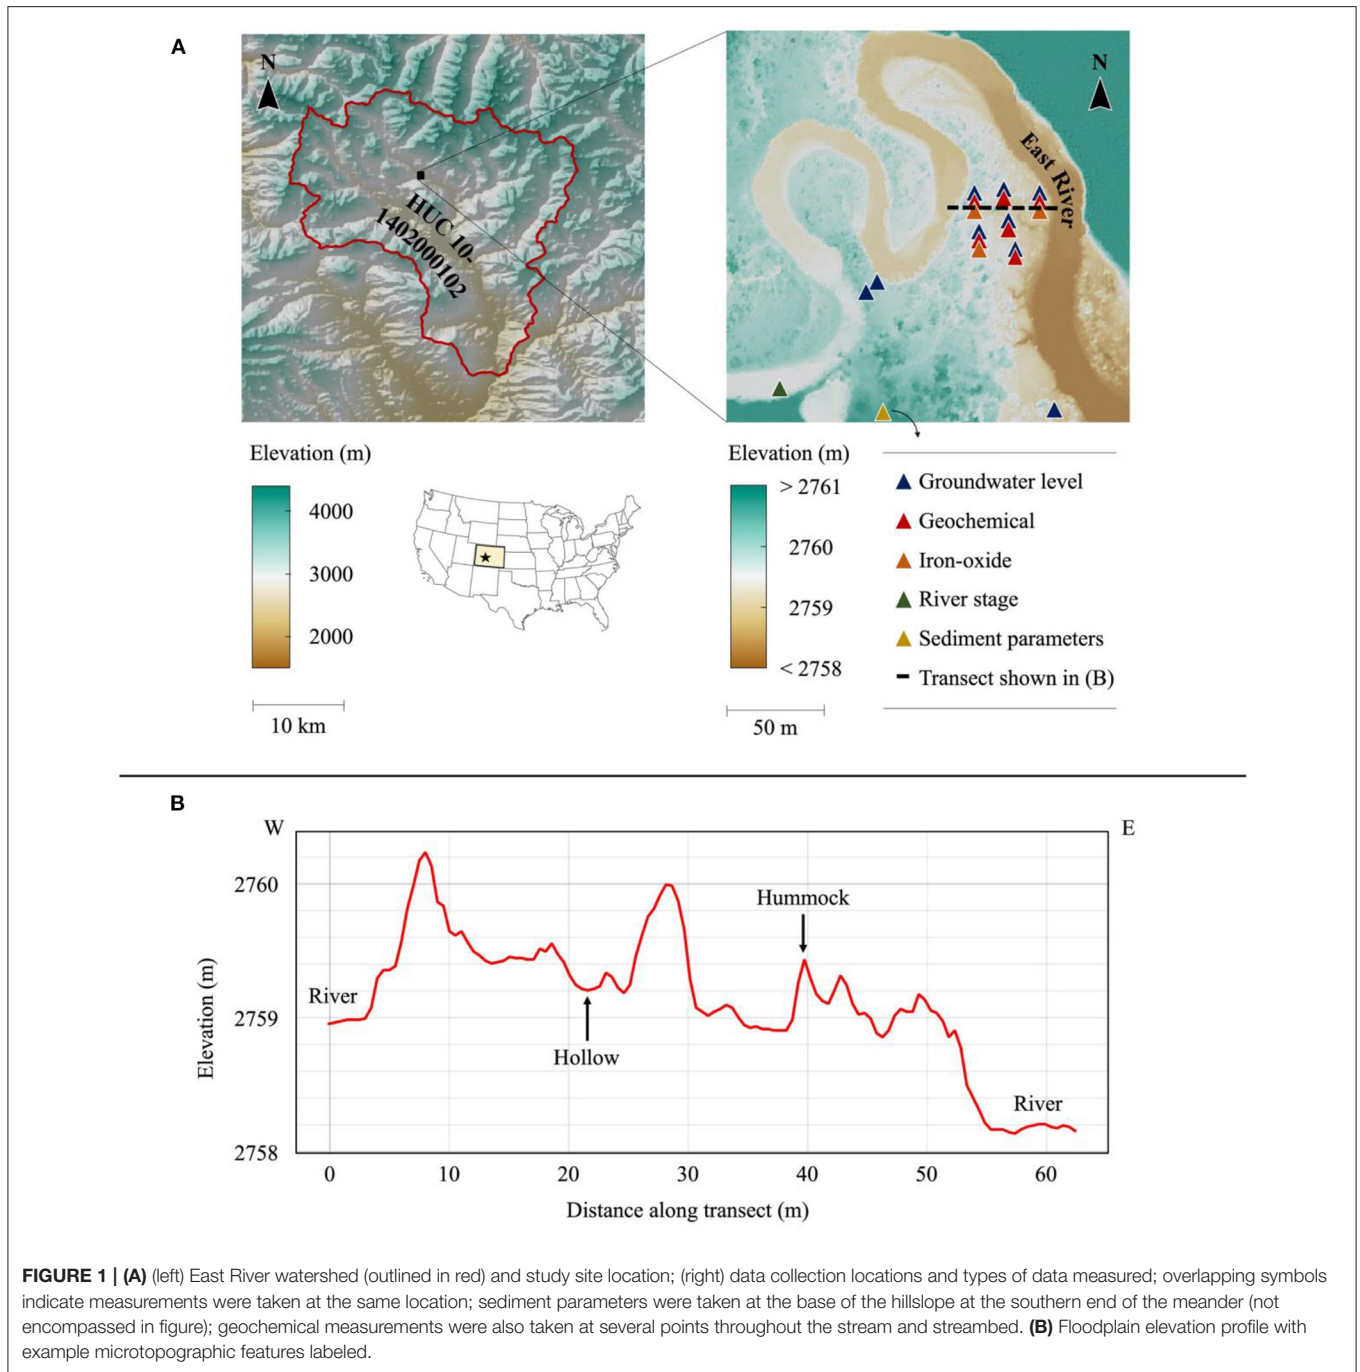 A
N
HUC 10-
1402000102
N
East River
Elevation (m)
4000
3000
2000
10 km
Elevation (m)
> 2761
2760
2759
< 2758
50 m
Groundwater level
Geochemical
Iron-oxide
River stage
Sediment parameters
Transect shown in (B)
B
W
E
2760
2759
2758
Elevation (m)
River
Hollow
Hummock
River
0
10
20
30
40
50
60
Distance along transect (m)
FIGURE 1 | (A) (left) East River watershed (outlined in red) and study site location; (right) data collection locations and types of data measured; overlapping symbols
indicate measurements were taken at the same location; sediment parameters were taken at the base of the hillslope at the southern end of the meander (not
encompassed in figure); geochemical measurements were also taken at several points throughout the stream and streambed. (B) Floodplain elevation profile with
example microtopographic features labeled.